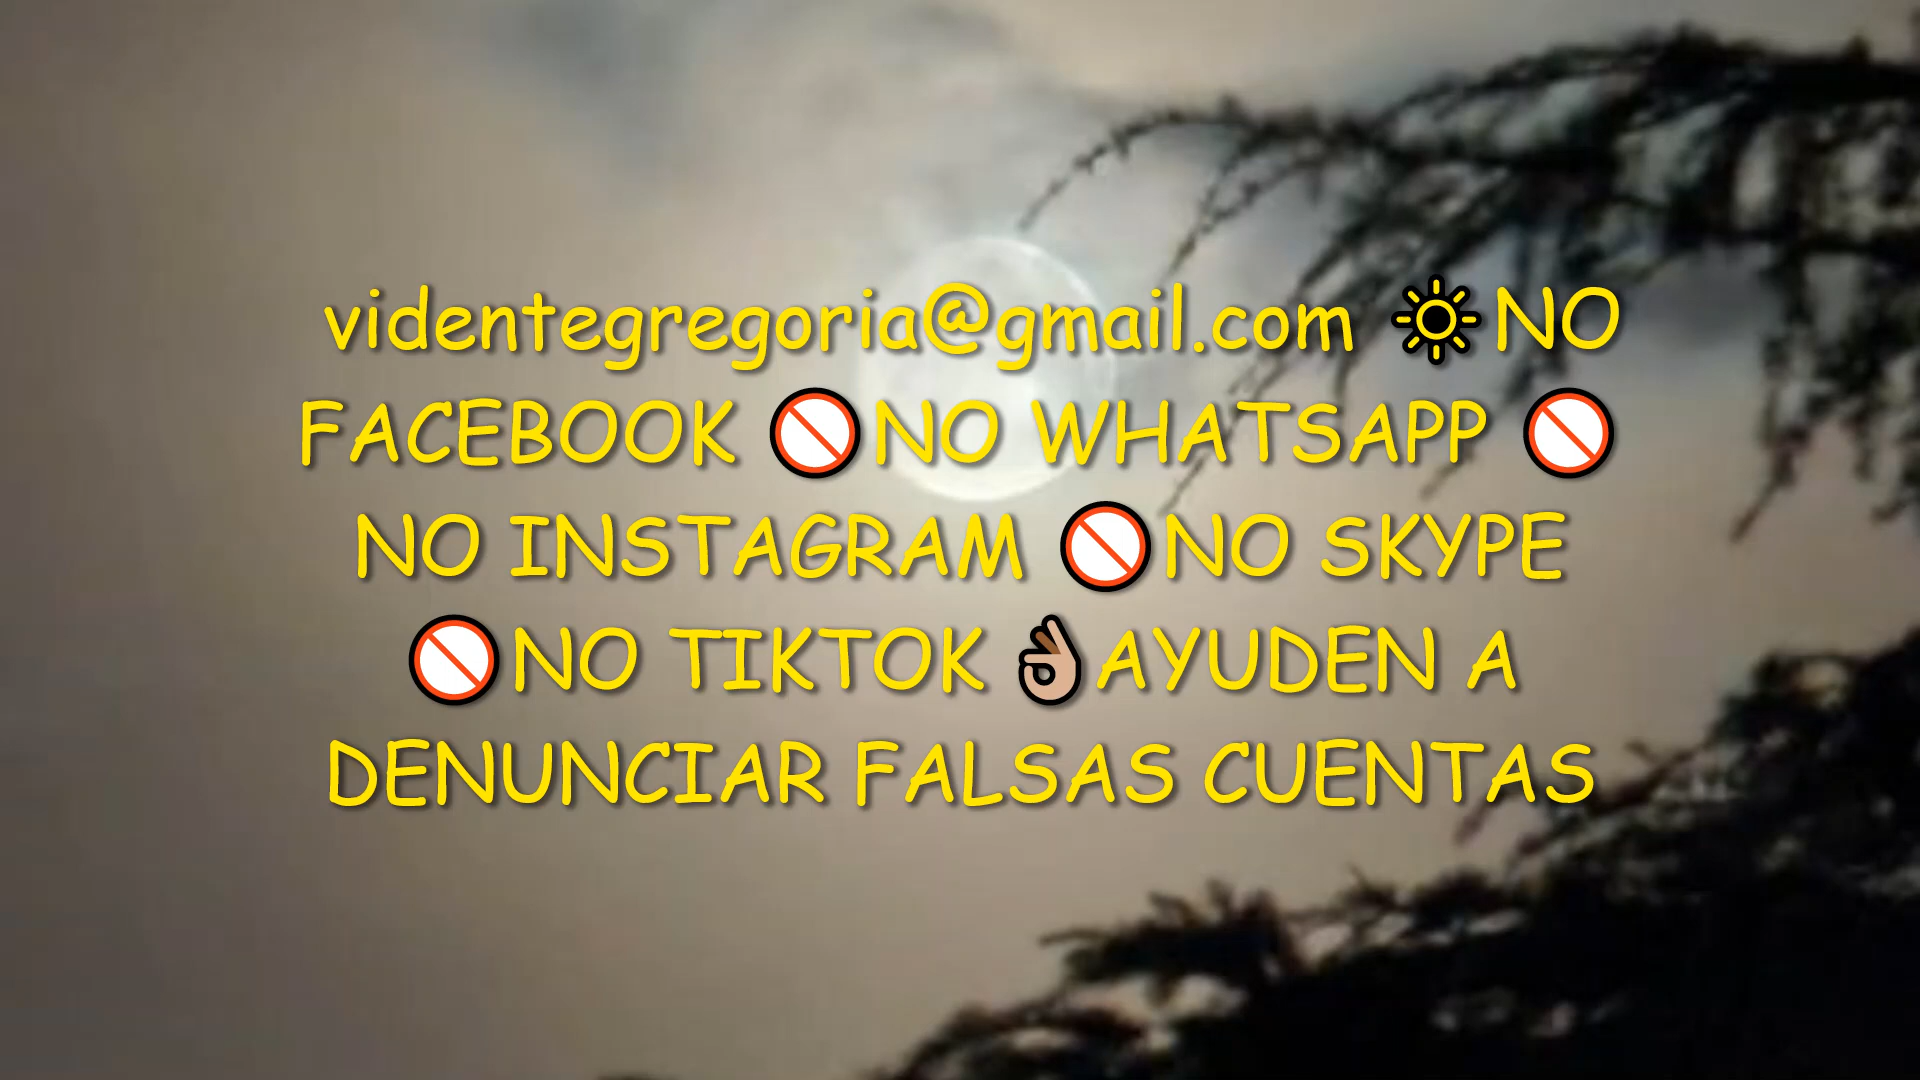 videntegregoria@gmail.com 🔆NO
FACEBOOK 🚫NO WHATSAPP 🚫
NO INSTAGRAM 🚫NO SKYPE
🚫NO TIKTOK 👌🏼AYUDEN A
DENUNCIAR FALSAS CUENTAS